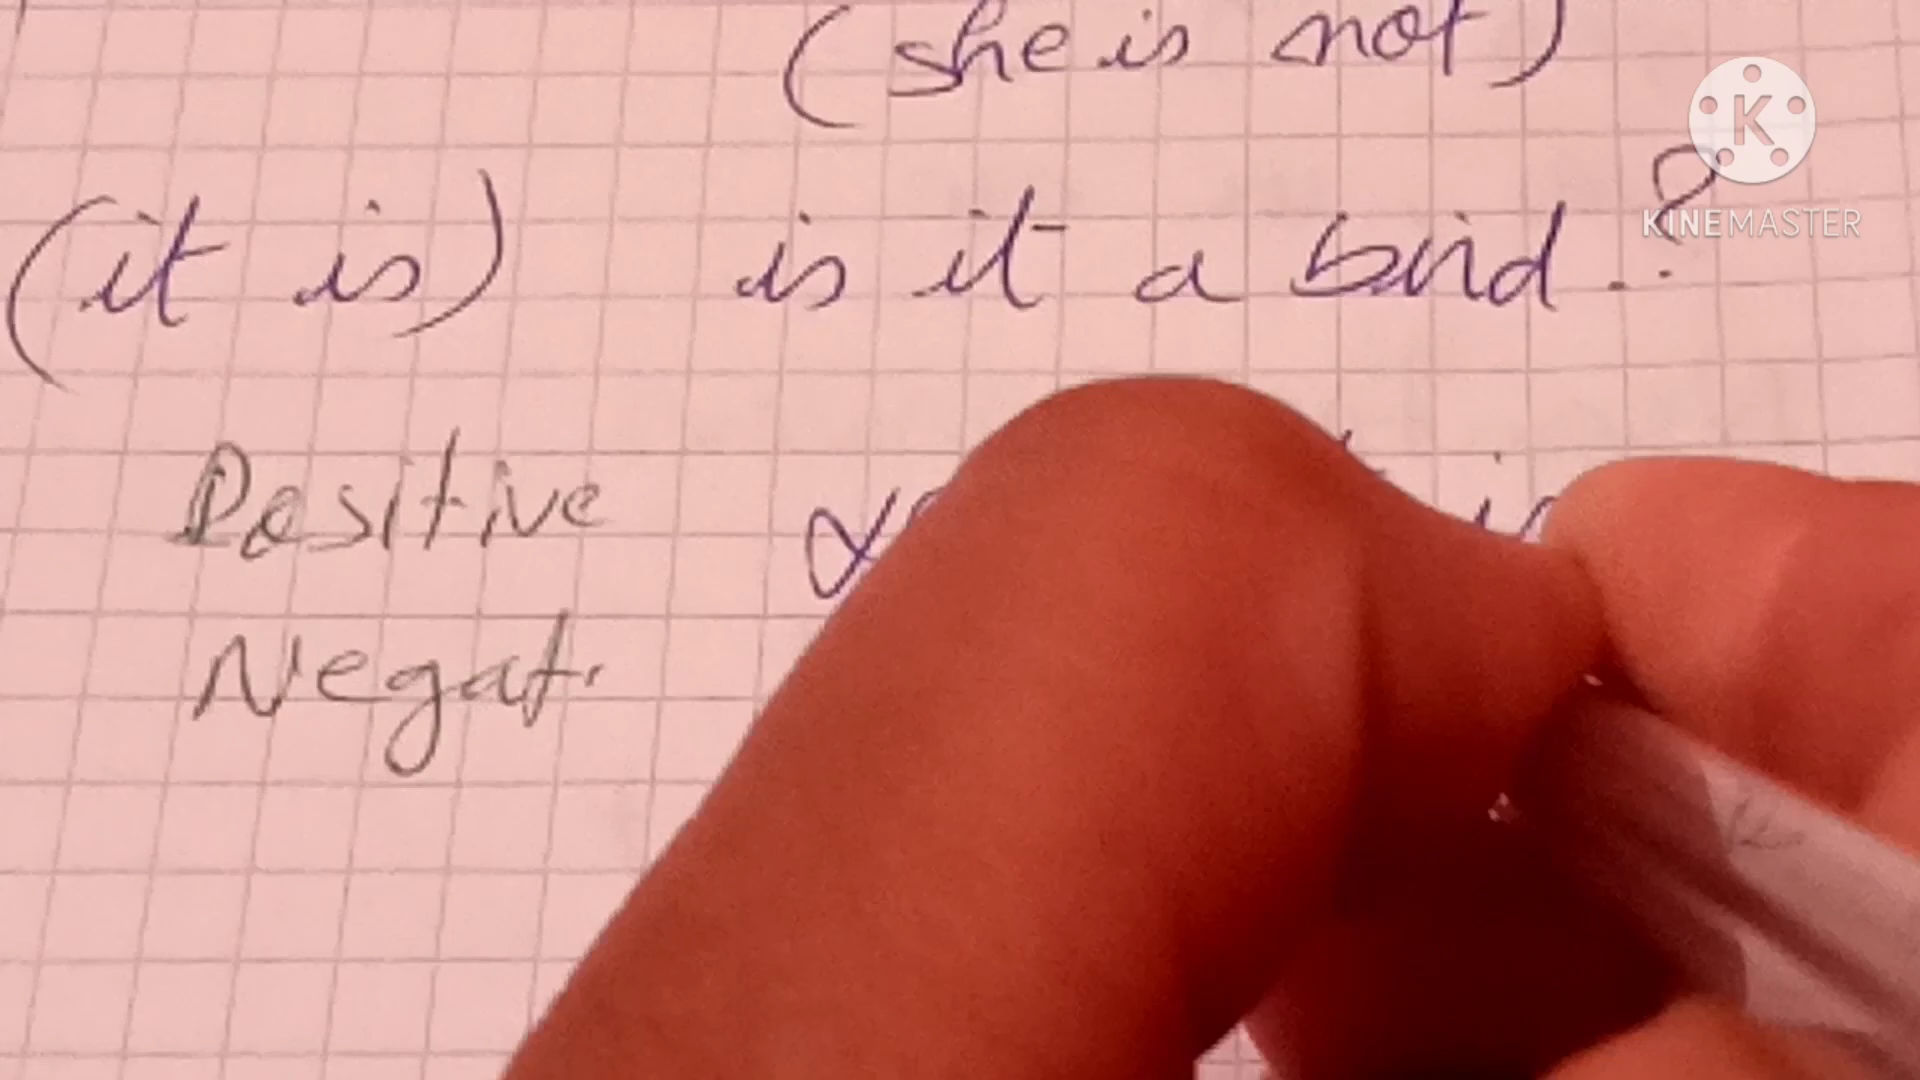 (she is not)
K
KINEMASTER
(it is) is it a bird.?
Positive
Negat